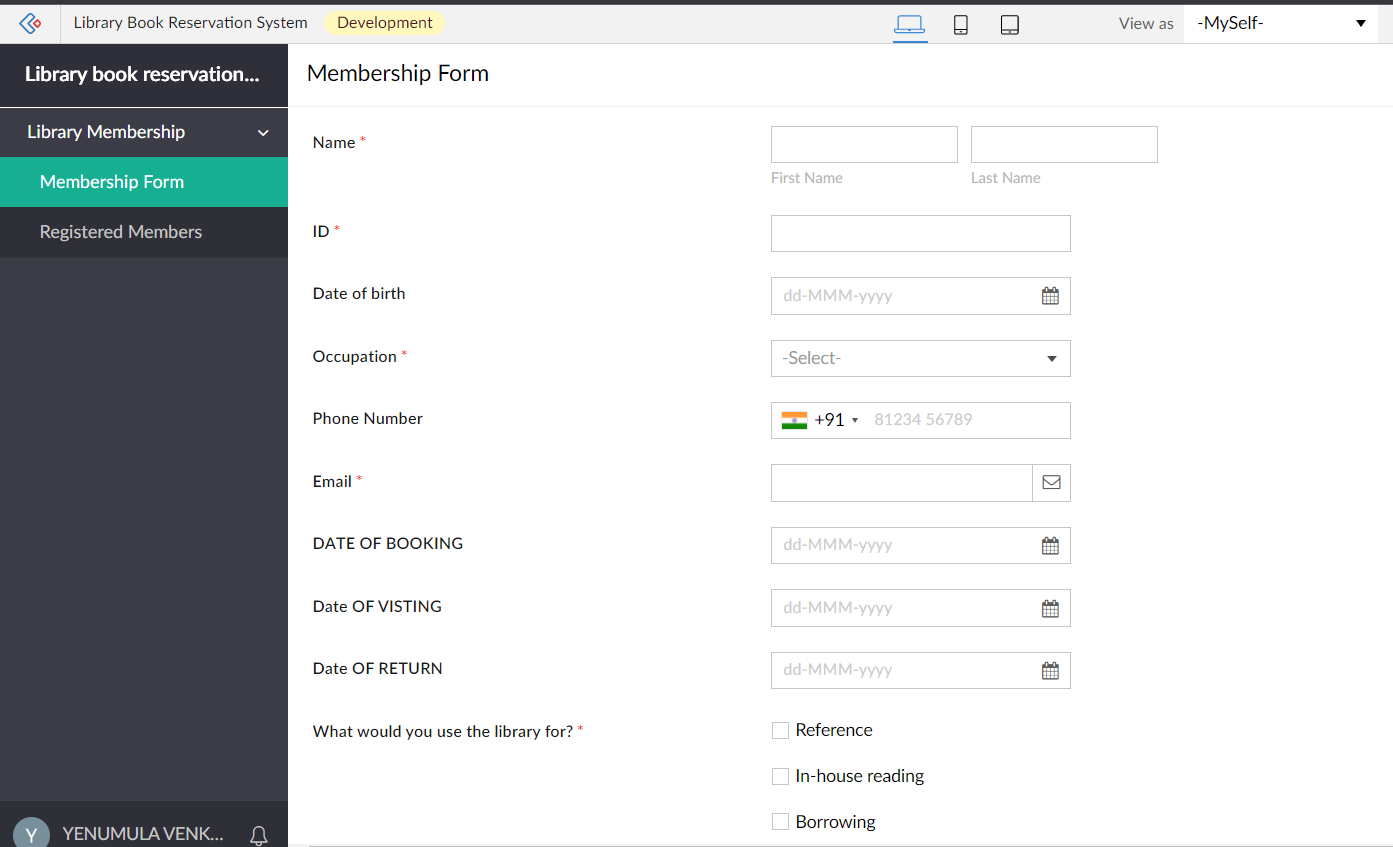 Library Book Reservation System Development View as -MySelf-
Library book reservation...
Library Membership
Membership Form
Registered Members
YENUMULA VENK...
Y
Membership Form
Name *
First Name Last Name
ID *
Date of birth dd-MMM-yyyy
Occupation * -Select-
Phone Number +91 81234 56789
Email *
DATE OF BOOKING dd-MMM-yyyy
Date OF VISTING dd-MMM-yyyy
Date OF RETURN dd-MMM-yyyy
What would you use the library for? * Reference
In-house reading
Borrowing